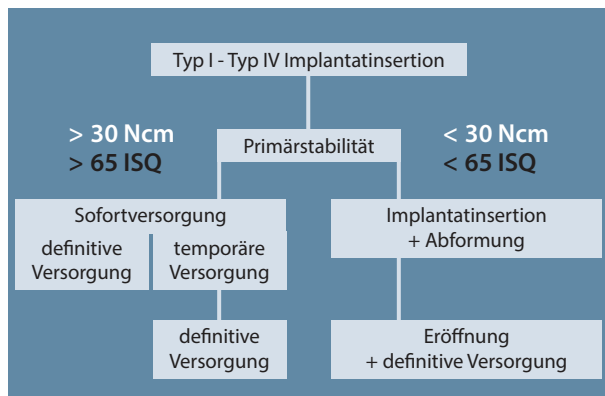 Typ I - Typ IV Implantatinsertion
> 30 Ncm
> 65 ISQ
Primärstabilität
< 30 Ncm
< 65 ISQ
Sofortversorgung
definitive
Versorgung
temporäre
Versorgung
definitive
Versorgung
Implantatinsertion
+ Abformung
Eröffnung
+ definitive Versorgung